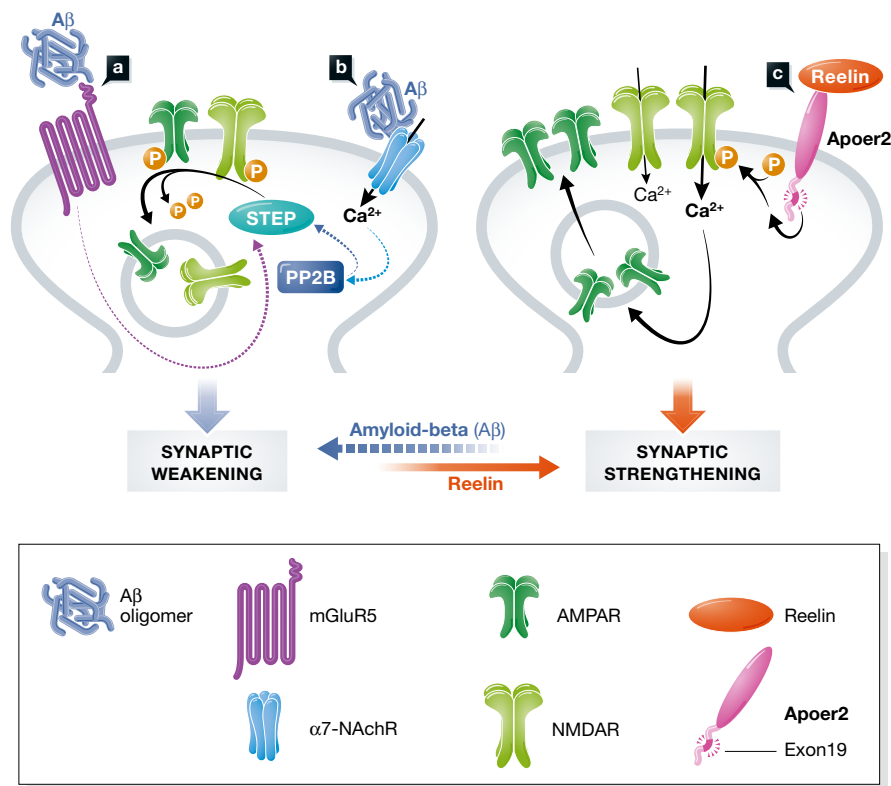 Aβ
a
b
Aβ
P
P
P
P
STEP
Ca²⁺
PP2B
c
Reelin
Apoer2
P
P
Ca²⁺
Ca²⁺
SYNAPTIC
WEAKENING
Amyloid-beta (Aβ)
Reelin
SYNAPTIC
STRENGTHENING
Aβ
oligomer
mGluR5
AMPAR
Reelin
α7-NAchR
NMDAR
Apoer2
Exon19